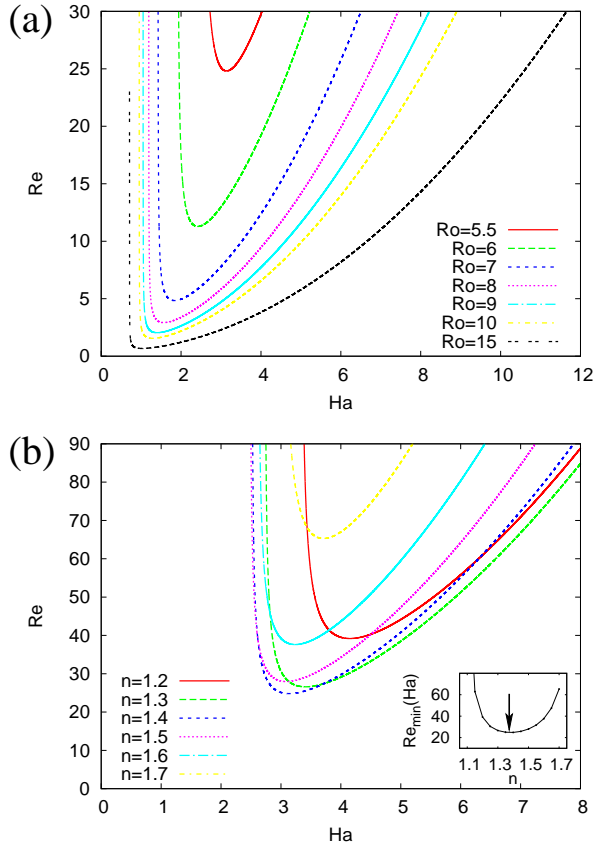 (a)
30
25
20
15
10
5
0
Re
0 2 4 6 8 10 12
Ha
Ro=5.5
Ro=6
Ro=7
Ro=8
Ro=9
Ro=10
Ro=15
(b)
90
80
70
60
50
40
30
20
10
0
Re
0 1 2 3 4 5 6 7 8
Ha
n=1.2
n=1.3
n=1.4
n=1.5
n=1.6
n=1.7
Re_min(Ha)
60
40
20
1.1 1.3 1.5 1.7
n